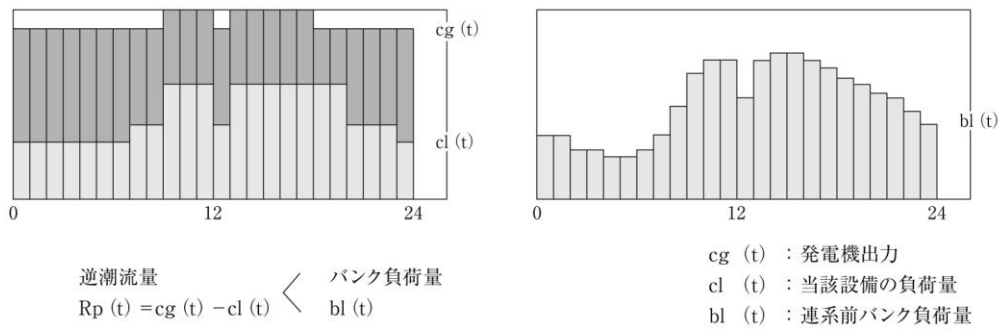 cg (t)
cl (t)
0 12 24
bl (t)
0 12 24
逆潮流量 < バンク負荷量
Rp (t) =cg (t) −cl (t) bl (t)
cg (t) :発電機出力
cl (t) :当該設備の負荷量
bl (t) :連系前バンク負荷量